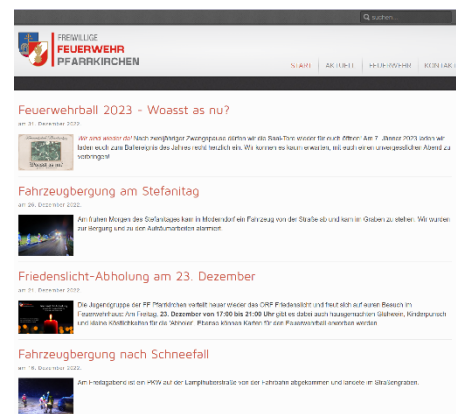 suchen...
FREIWILLIGE
FEUERWEHR
PFARRKIRCHEN
START AKTUELL FEUERWEHR KONTAKT
Feuerwehrball 2023 - Woasst as nu?
am 31. Dezember 2022.
Wir sind wieder da! Nach zweijähriger Zwangspause dürfen wir die Saal-Tore wieder für euch öffnen! Am 7. Jänner 2023 laden wir
laden euch zum Ballereignis des Jahres recht herzlich ein. Wir können es kaum erwarten, mit euch einen unvergesslichen Abend zu
verbringen!
Fahrzeugbergung am Stefanitag
am 26. Dezember 2022.
Am frühen Morgen des Stefanitages kam in Möderndorf ein Fahrzeug von der Straße ab und kam im Graben zu stehen. Wir wurden
zur Bergung und zu den Aufräumarbeiten alarmiert.
Friedenslicht-Abholung am 23. Dezember
am 21. Dezember 2022.
Die Jugendgruppe der FF Pfarrkirchen verteilt heuer wieder das ORF Friedenslicht und freut sich auf euren Besuch im
Feuerwehrhaus! Am Freitag, 23. Dezember von 17:00 bis 21:00 Uhr gibt es dabei auch hausgemachten Glühwein, Kinderpunsch
und kleine Köstlichkeiten für die Abholer. Ebenso können Karten für den Feuerwehrball erworben werden.
Fahrzeugbergung nach Schneefall
am 16. Dezember 2022.
Am Freitagabend ist ein PKW auf der Lamplhuberstraße von der Fahrbahn abgekommen und landete im Straßengraben.